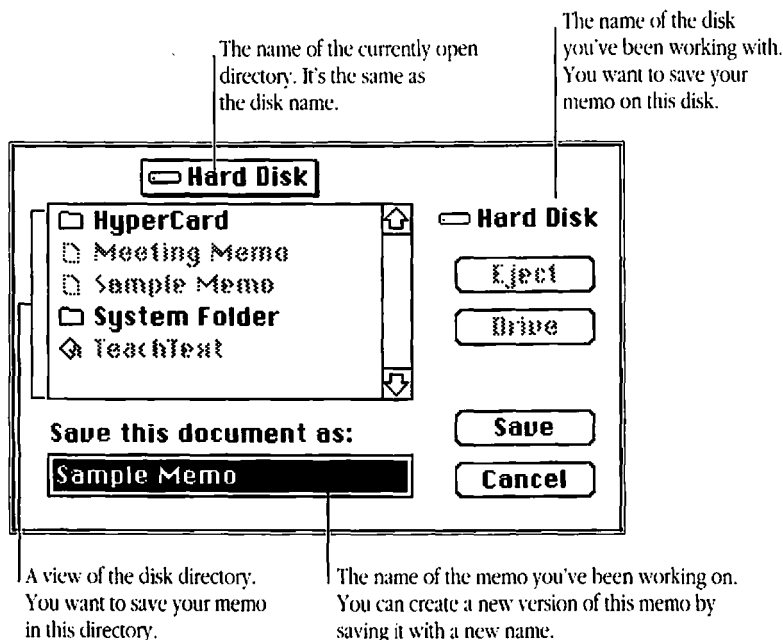 The name of the currently open
directory. It's the same as
the disk name.
The name of the disk
you've been working with.
You want to save your
memo on this disk.
Hard Disk
HyperCard
Meeting Memo
Sample Memo
System Folder
TeachText
Hard Disk
Eject
Drive
Save this document as:
Sample Memo
Save
Cancel
A view of the disk directory.
You want to save your memo
in this directory.
The name of the memo you've been working on.
You can create a new version of this memo by
saving it with a new name.